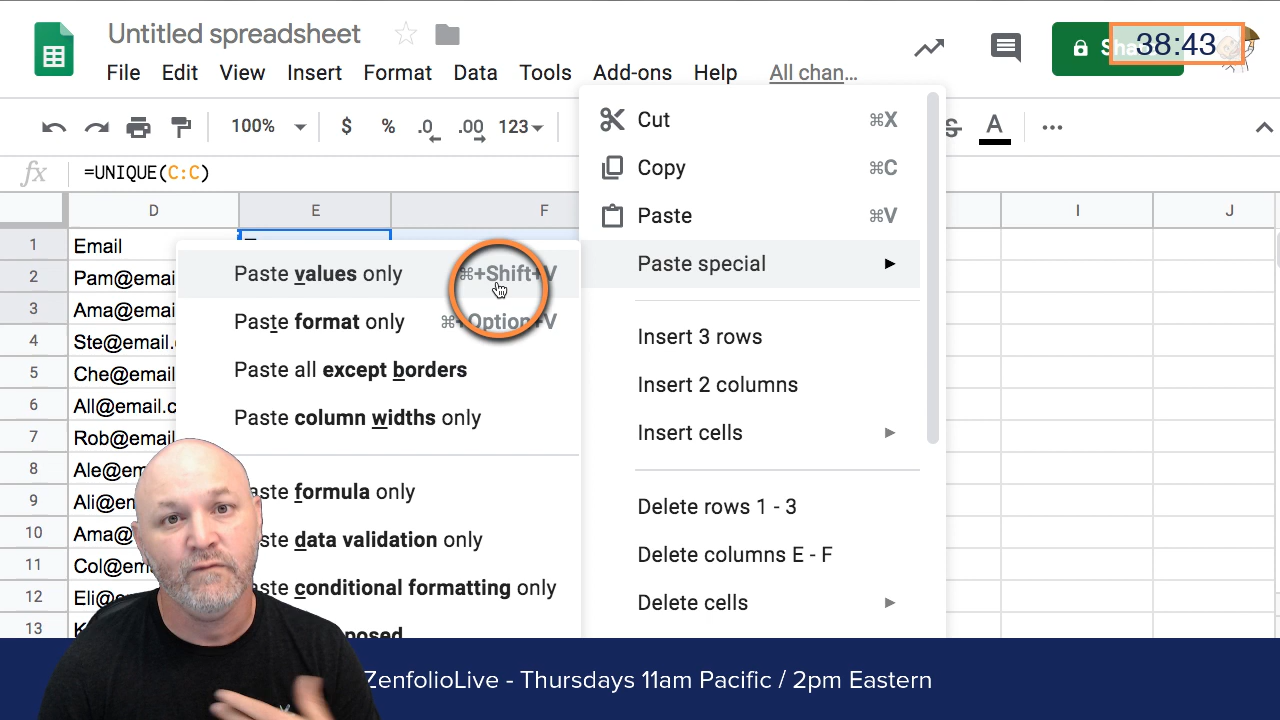 Untitled spreadsheet
38:43
File Edit View Insert Format Data Tools Add-ons Help All chan…
100% $ % .0 .00 123
A
fx =UNIQUE(C:C)
D E F I J
1 Email
2 Pam@emai
3 Ama@email
4 Ste@email.
5 Che@email
6 All@email.c
7 Rob@email
8 Ale@em
9 Ali@em
10 Ama@
11 Col@em
12 Eli@
13
Cut ⌘X
Copy ⌘C
Paste ⌘V
Paste special
Insert 3 rows
Insert 2 columns
Insert cells
Delete rows 1 - 3
Delete columns E - F
Delete cells
Paste values only ⌘+Shift+V
Paste format only ⌘+Option+V
Paste all except borders
Paste column widths only
aste formula only
ste data validation only
ste conditional formatting only
ZenfolioLive - Thursdays 11am Pacific / 2pm Eastern